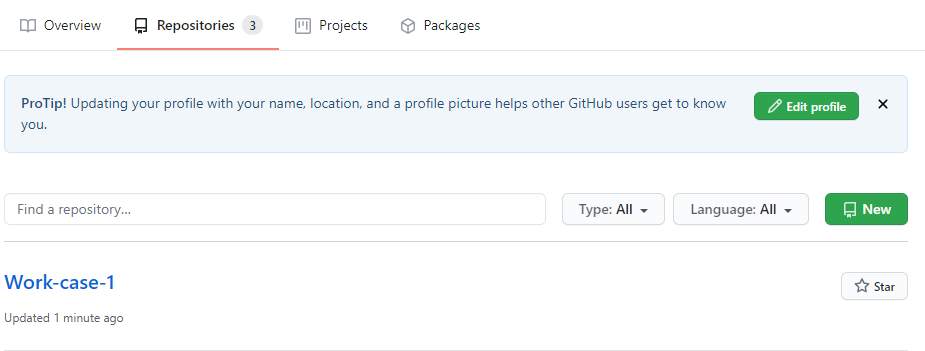 Overview Repositories 3 Projects Packages
ProTip! Updating your profile with your name, location, and a profile picture helps other GitHub users get to know
you.
Edit profile
Find a repository... Type: All Language: All New
Work-case-1
Star
Updated 1 minute ago